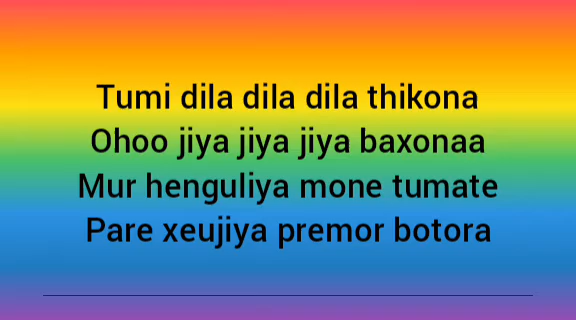 Tumi dila dila dila thikona
Ohoo jiya jiya jiya baxonaa
Mur henguliya mone tumate
Pare xeujiya premor botora